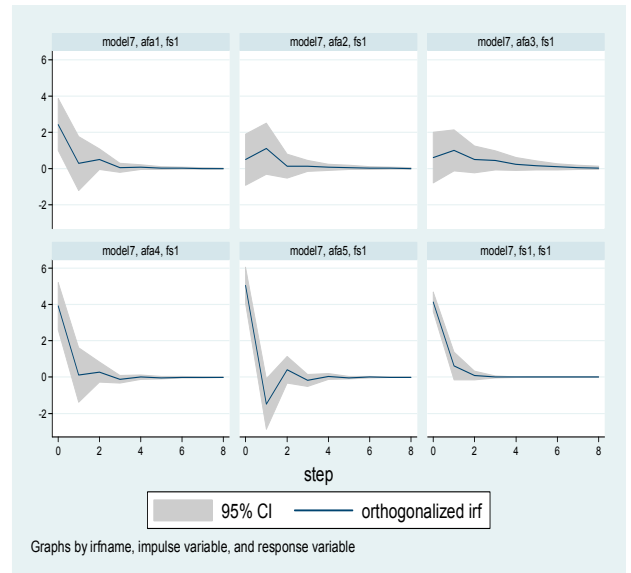 model7, afa1, fs1
model7, afa2, fs1
model7, afa3, fs1
6
4
2
0
-2
model7, afa4, fs1
model7, afa5, fs1
model7, fs1, fs1
6
4
2
0
-2
0 2 4 6 8
0 2 4 6 8
0 2 4 6 8
step
95% CI
orthogonalized irf
Graphs by irfname, impulse variable, and response variable